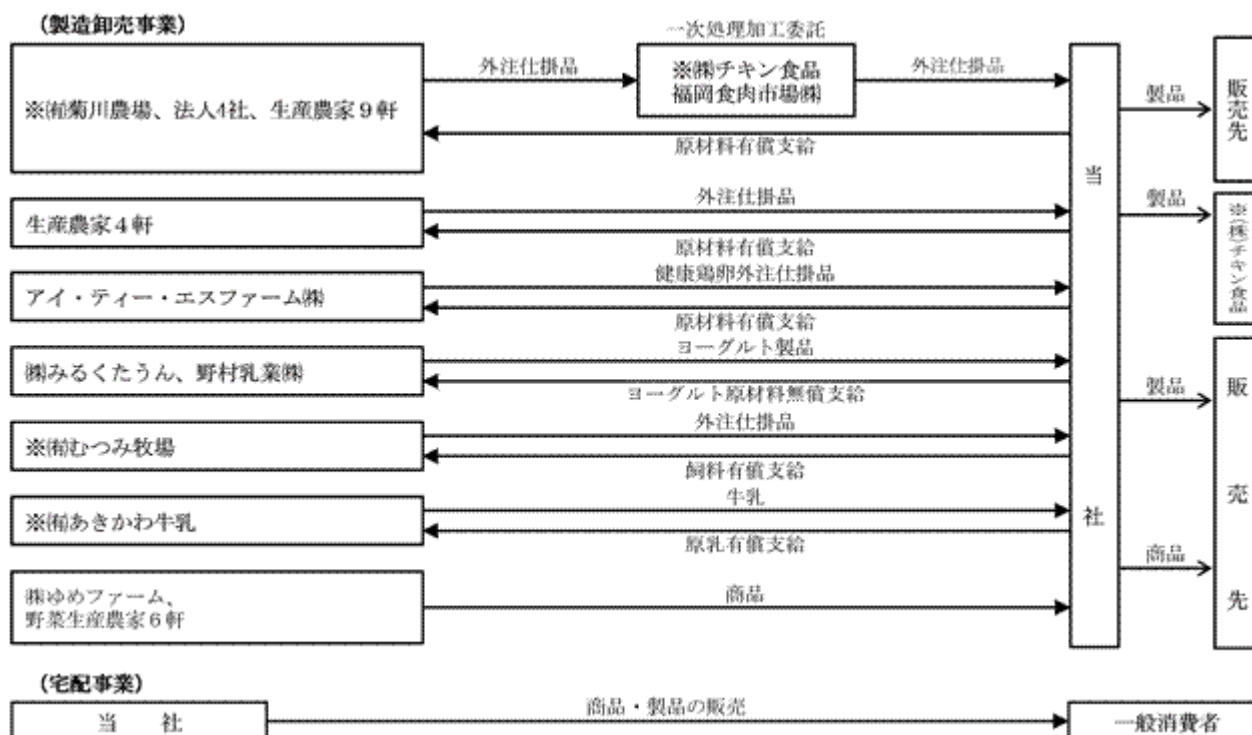 (製造卸売事業)
一次処理加工委託
※㈲菊川農場、法人4社、生産農家9軒
外注仕掛品
※㈱チキン食品
福岡食肉市場㈱
外注仕掛品
原材料有償支給
製品
販売先
生産農家4軒
外注仕掛品
原材料有償支給
製品
※(株)チキン食品
アイ・ティー・エスファーム㈱
健康鶏卵外注仕掛品
原材料有償支給
㈱みるくたうん、野村乳業㈱
ヨーグルト製品
ヨーグルト原材料無償支給
製品
※㈲むつみ牧場
外注仕掛品
飼料有償支給
※㈲あきかわ牛乳
牛乳
原乳有償支給
商品
㈱ゆめファーム、
野菜生産農家6軒
商品
当社
販売先
(宅配事業)
当 社
商品・製品の販売
一般消費者